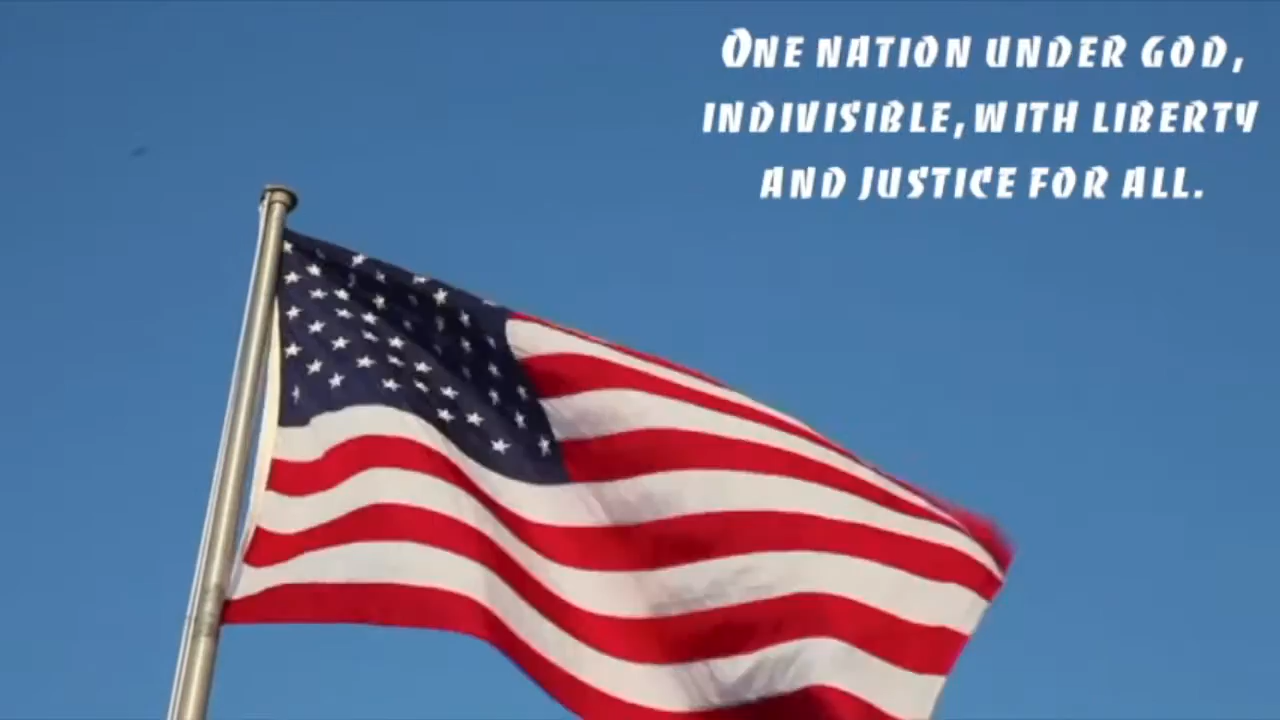 One nation under god,
indivisible, with liberty
and justice for all.